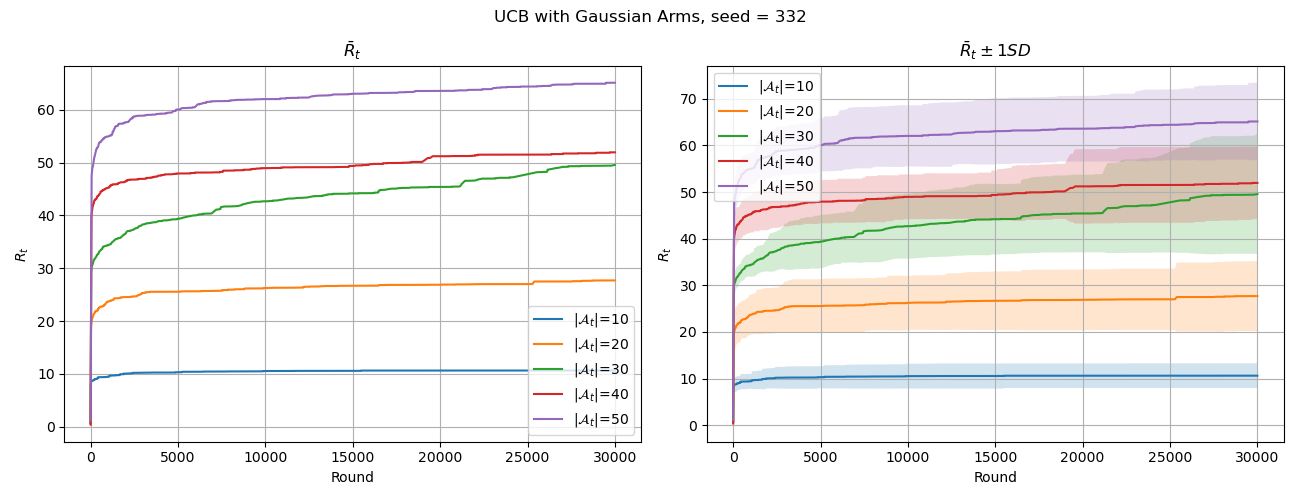 UCB with Gaussian Arms, seed = 332
R̄ₜ
60
50
40
30
20
10
0
Rₜ
0 5000 10000 15000 20000 25000 30000
Round
|𝒜ₜ|=10
|𝒜ₜ|=20
|𝒜ₜ|=30
|𝒜ₜ|=40
|𝒜ₜ|=50
R̄ₜ ± 1SD
70
60
50
40
30
20
10
0
Rₜ
0 5000 10000 15000 20000 25000 30000
Round
|𝒜ₜ|=10
|𝒜ₜ|=20
|𝒜ₜ|=30
|𝒜ₜ|=40
|𝒜ₜ|=50